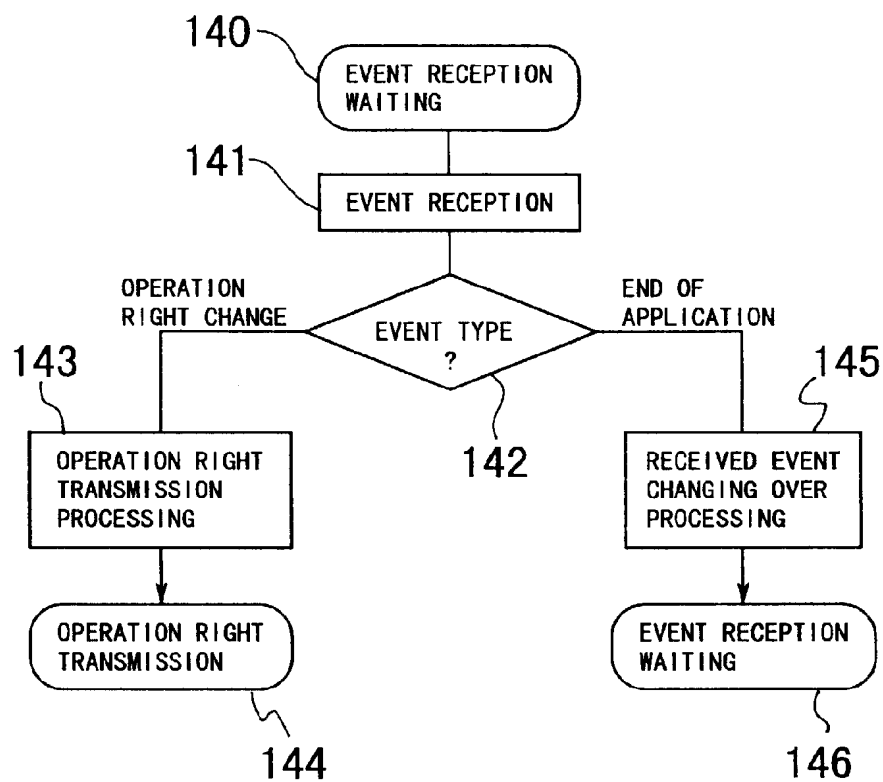 140
EVENT RECEPTION
WAITING
141
EVENT RECEPTION
OPERATION
RIGHT CHANGE
EVENT TYPE
?
END OF
APPLICATION
143
142
145
OPERATION RIGHT
TRANSMISSION
PROCESSING
RECEIVED EVENT
CHANGING OVER
PROCESSING
OPERATION RIGHT
TRANSMISSION
EVENT RECEPTION
WAITING
144
146